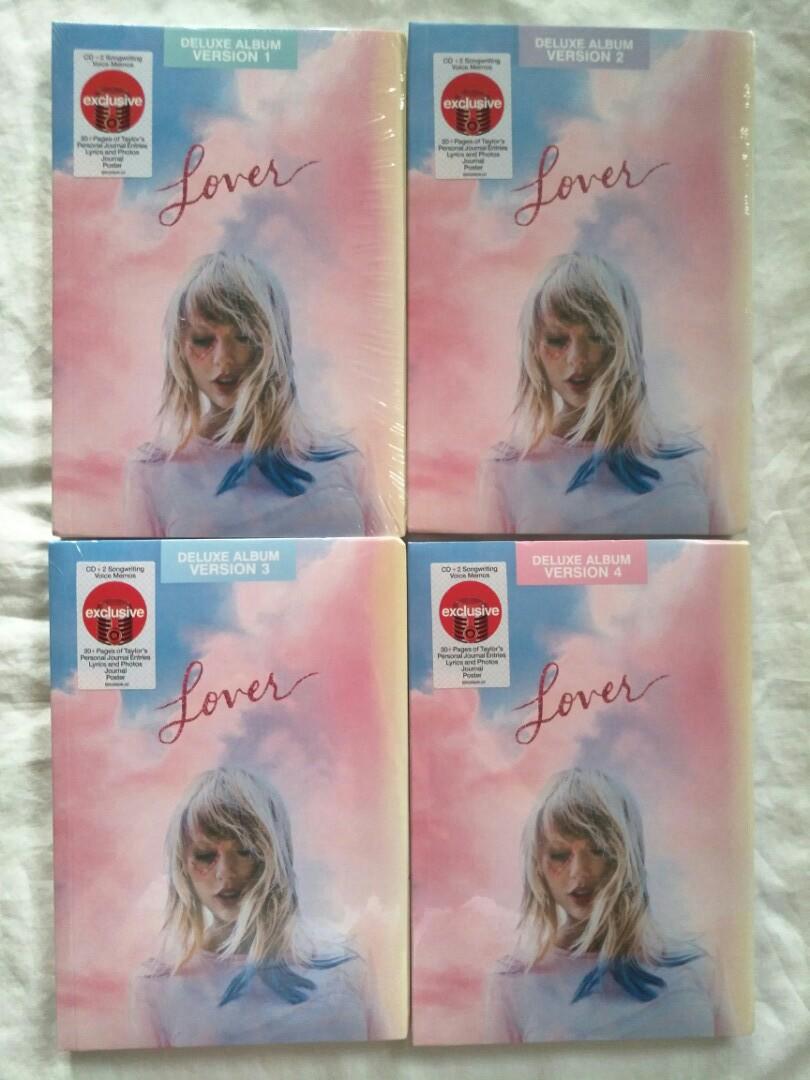 DELUXE ALBUM
VERSION 1
CD + 2 Songwriting
Voice Memos
exclusive
30+ Pages of Taylor's
Personal Journal Entries
Lyrics and Photos
Journal
Poster
Lover
DELUXE ALBUM
VERSION 2
CD + 2 Songwriting
Voice Memos
exclusive
30+ Pages of Taylor's
Personal Journal Entries
Lyrics and Photos
Journal
Poster
Lover
DELUXE ALBUM
VERSION 3
CD + 2 Songwriting
Voice Memos
exclusive
30+ Pages of Taylor's
Personal Journal Entries
Lyrics and Photos
Journal
Poster
Lover
DELUXE ALBUM
VERSION 4
CD + 2 Songwriting
Voice Memos
exclusive
30+ Pages of Taylor's
Personal Journal Entries
Lyrics and Photos
Journal
Poster
Lover